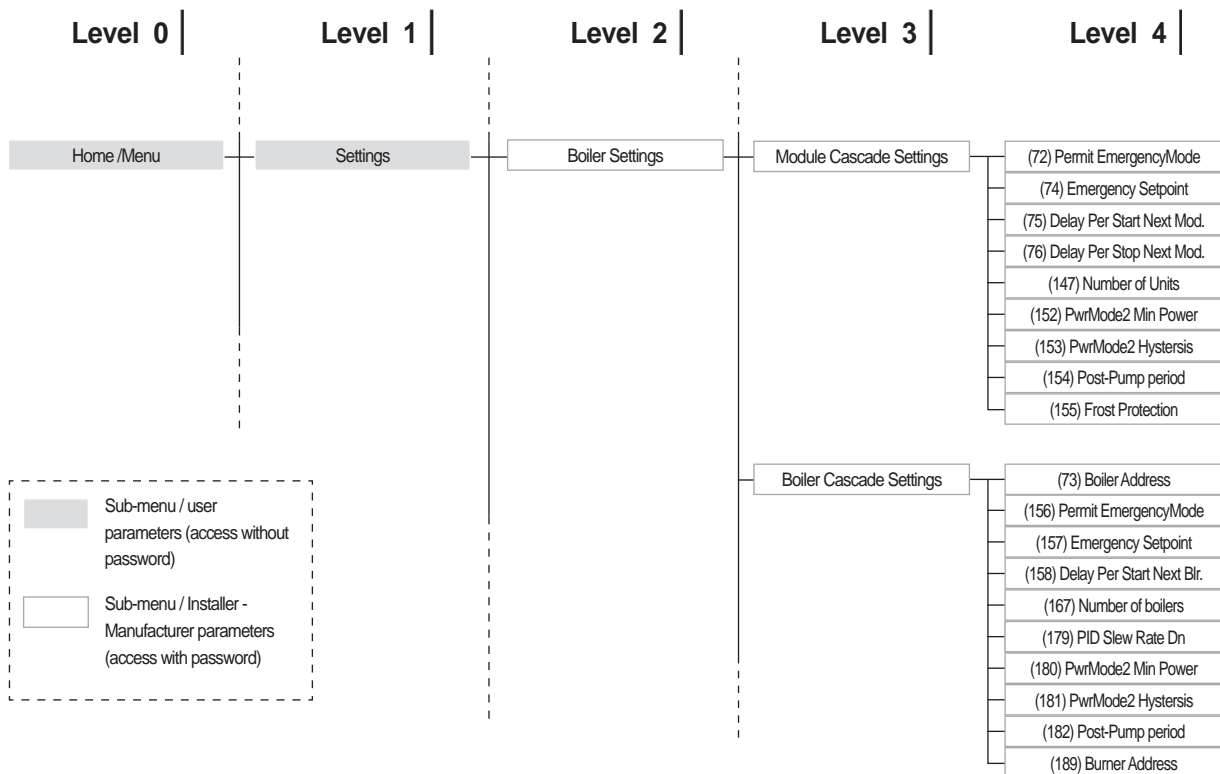 Level 0
Level 1
Level 2
Level 3
Level 4
Home /Menu
Settings
Boiler Settings
Module Cascade Settings
(72) Permit EmergencyMode
(74) Emergency Setpoint
(75) Delay Per Start Next Mod.
(76) Delay Per Stop Next Mod.
(147) Number of Units
(152) PwrMode2 Min Power
(153) PwrMode2 Hystersis
(154) Post-Pump period
(155) Frost Protection
Boiler Cascade Settings
(73) Boiler Address
(156) Permit EmergencyMode
(157) Emergency Setpoint
(158) Delay Per Start Next Blr.
(167) Number of boilers
(179) PID Slew Rate Dn
(180) PwrMode2 Min Power
(181) PwrMode2 Hystersis
(182) Post-Pump period
(189) Burner Address
Sub-menu / user
parameters (access without
password)
Sub-menu / Installer -
Manufacturer parameters
(access with password)